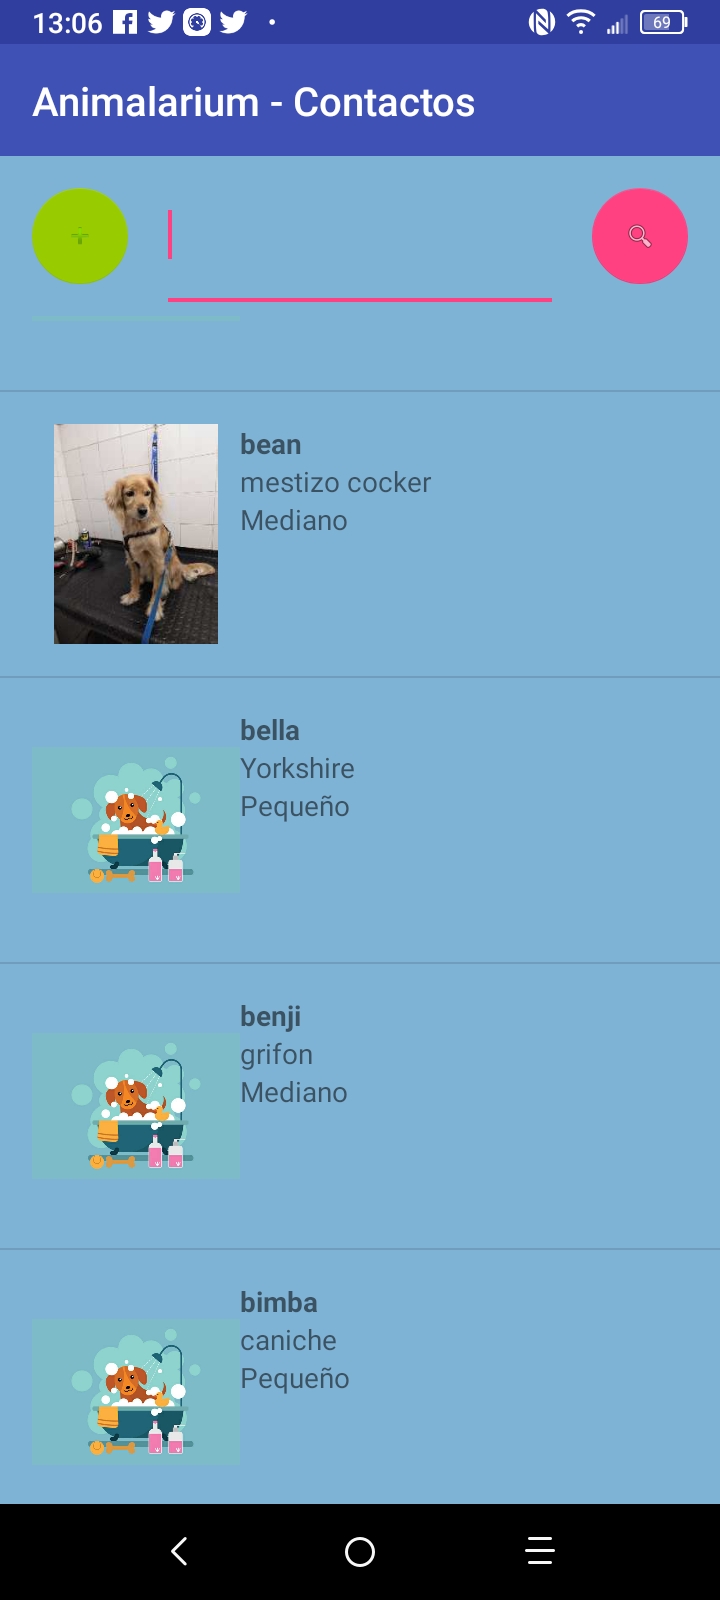 13:06
69
Animalarium - Contactos
bean
mestizo cocker
Mediano
bella
Yorkshire
Pequeño
benji
grifon
Mediano
bimba
caniche
Pequeño